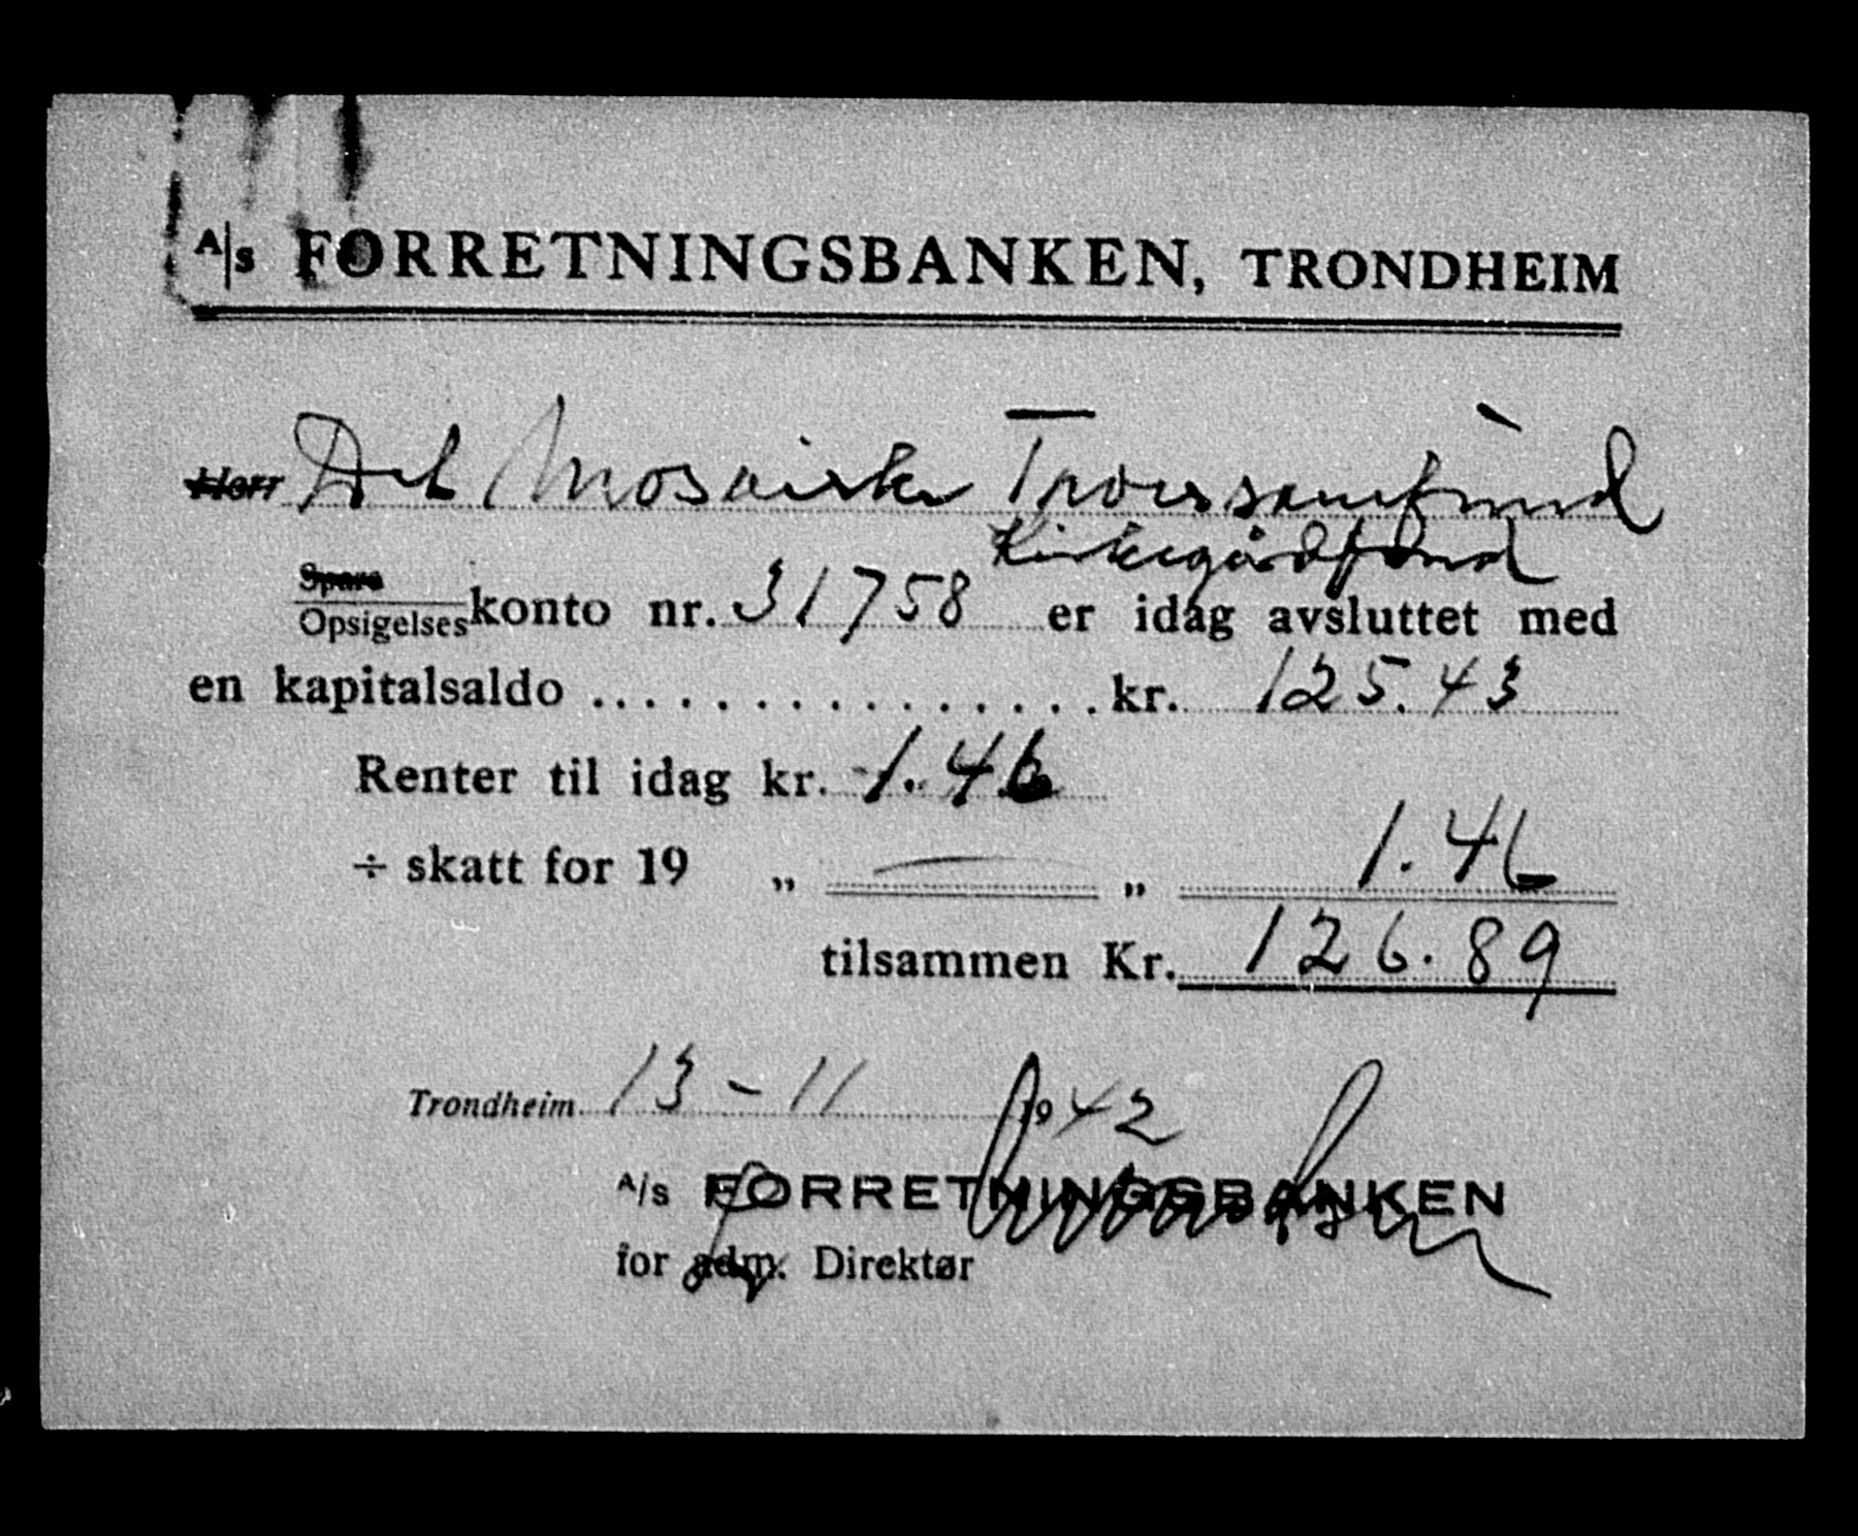 A/s FORRETNINGSBANKEN, TRONDHEIM
Herr Det Mosaiske Troessamfund
Kirkegårdfond
Spare
Opsigelses konto nr. 31758 er idag avsluttet med
en kapitalsaldo ................ kr. 125.43
Renter til idag kr. 1.46
÷ skatt for 19 „ — „ 1.46
tilsammen Kr. 126.89
Trondheim 13-11 1942
A/s FORRETNINGSBANKEN
for adm. Direktør